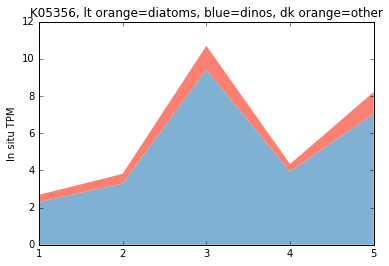 K05356, lt orange=diatoms, blue=dinos, dk orange=other
12
10
8
6
4
2
0
In situ TPM
1 2 3 4 5